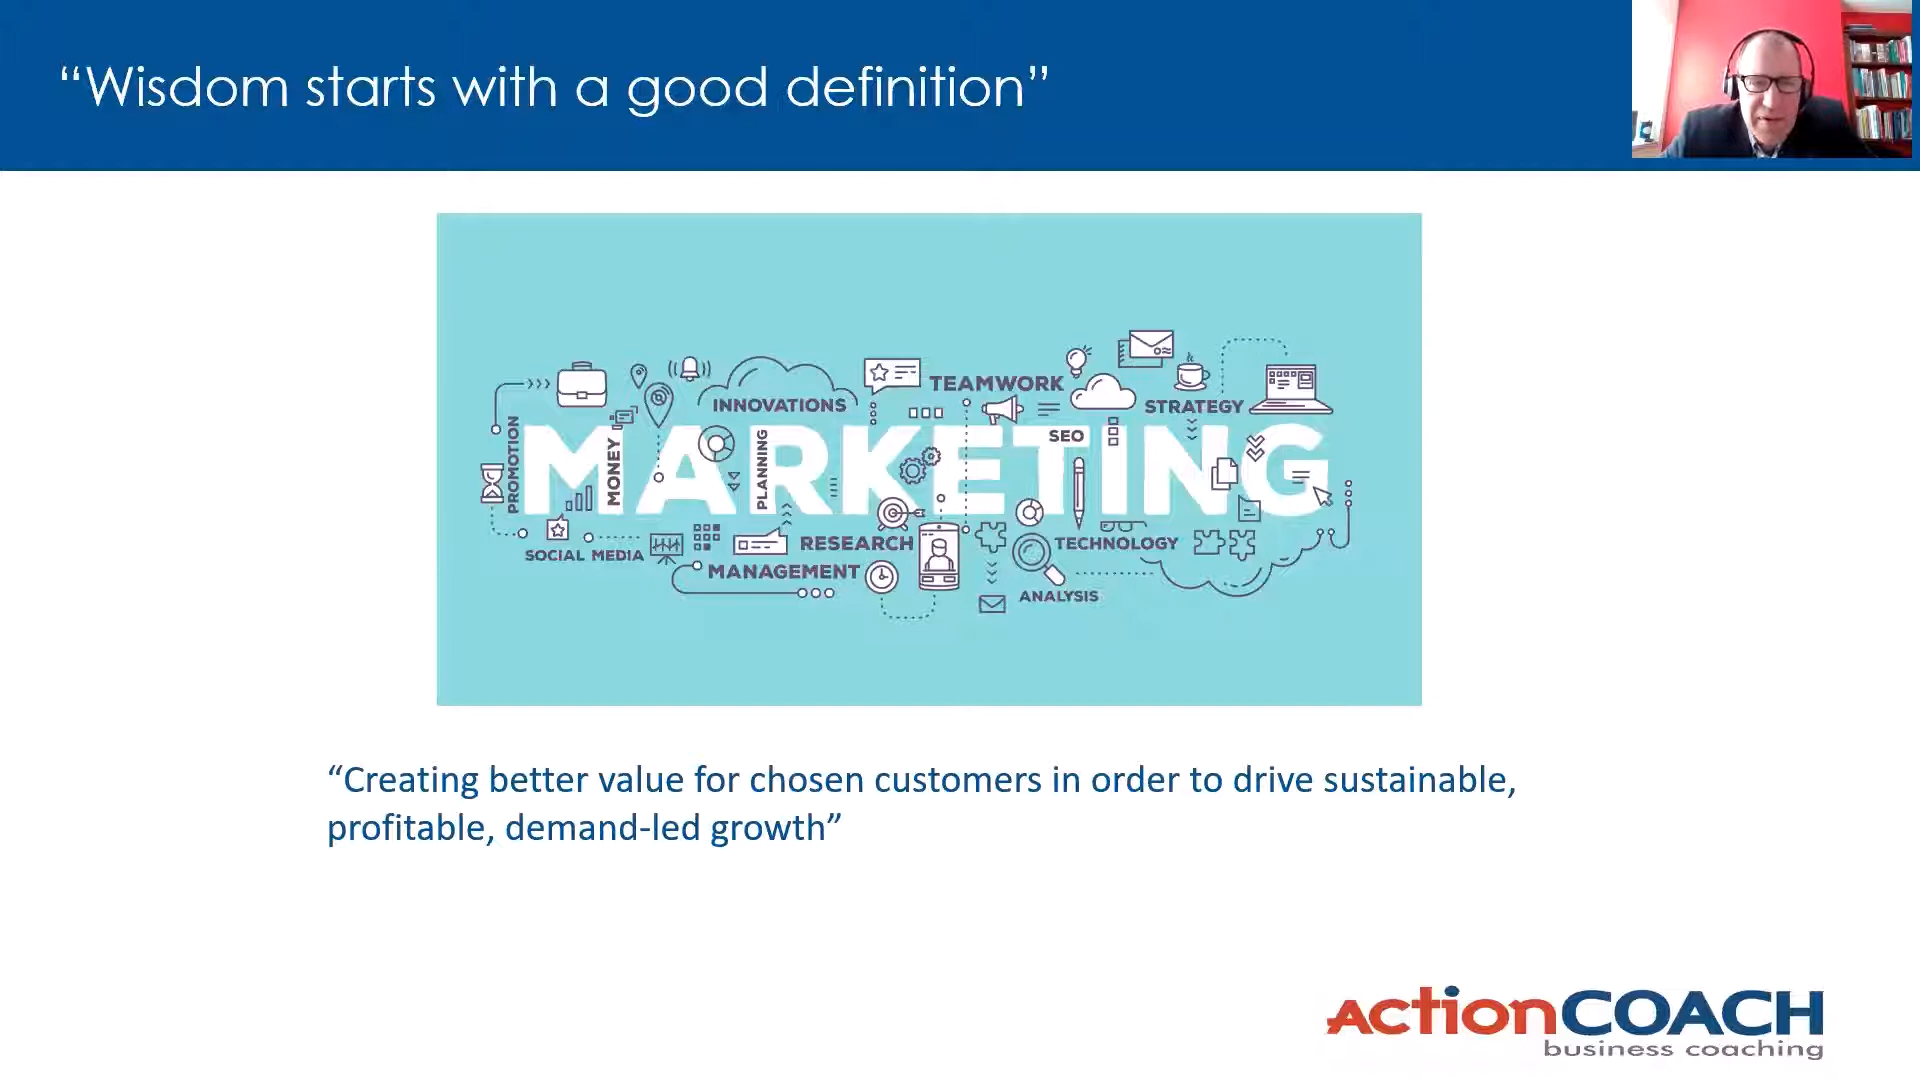 “Wisdom starts with a good definition”
TEAMWORK
INNOVATIONS
STRATEGY
PROMOTION
MONEY
PLANNING
SEO
MARKETING
SOCIAL MEDIA
RESEARCH
TECHNOLOGY
MANAGEMENT
ANALYSIS
“Creating better value for chosen customers in order to drive sustainable,
profitable, demand-led growth”
ActionCOACH
business coaching